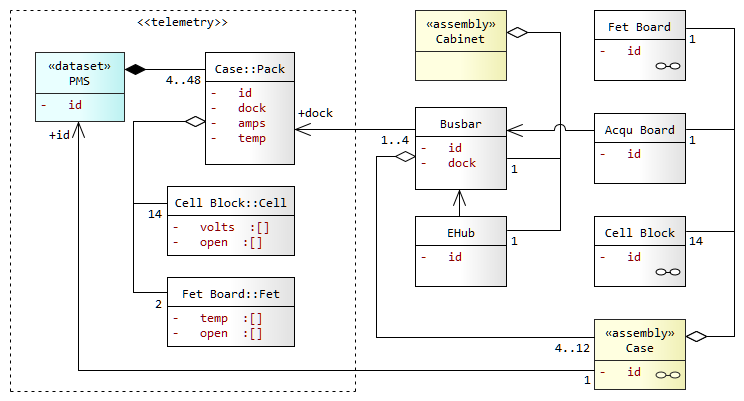 <<telemetry>>
«dataset»
PMS
- id
+id
4..48
Case::Pack
- id
- dock
- amps
- temp
+dock
14
Cell Block::Cell
- volts :[]
- open :[]
2
Fet Board::Fet
- temp :[]
- open :[]
«assembly»
Cabinet
Busbar
- id
- dock
1..4
1
EHub
- id
1
Fet Board
- id
1
Acqu Board
- id
1
Cell Block
- id
14
«assembly»
Case
- id
4..12
1